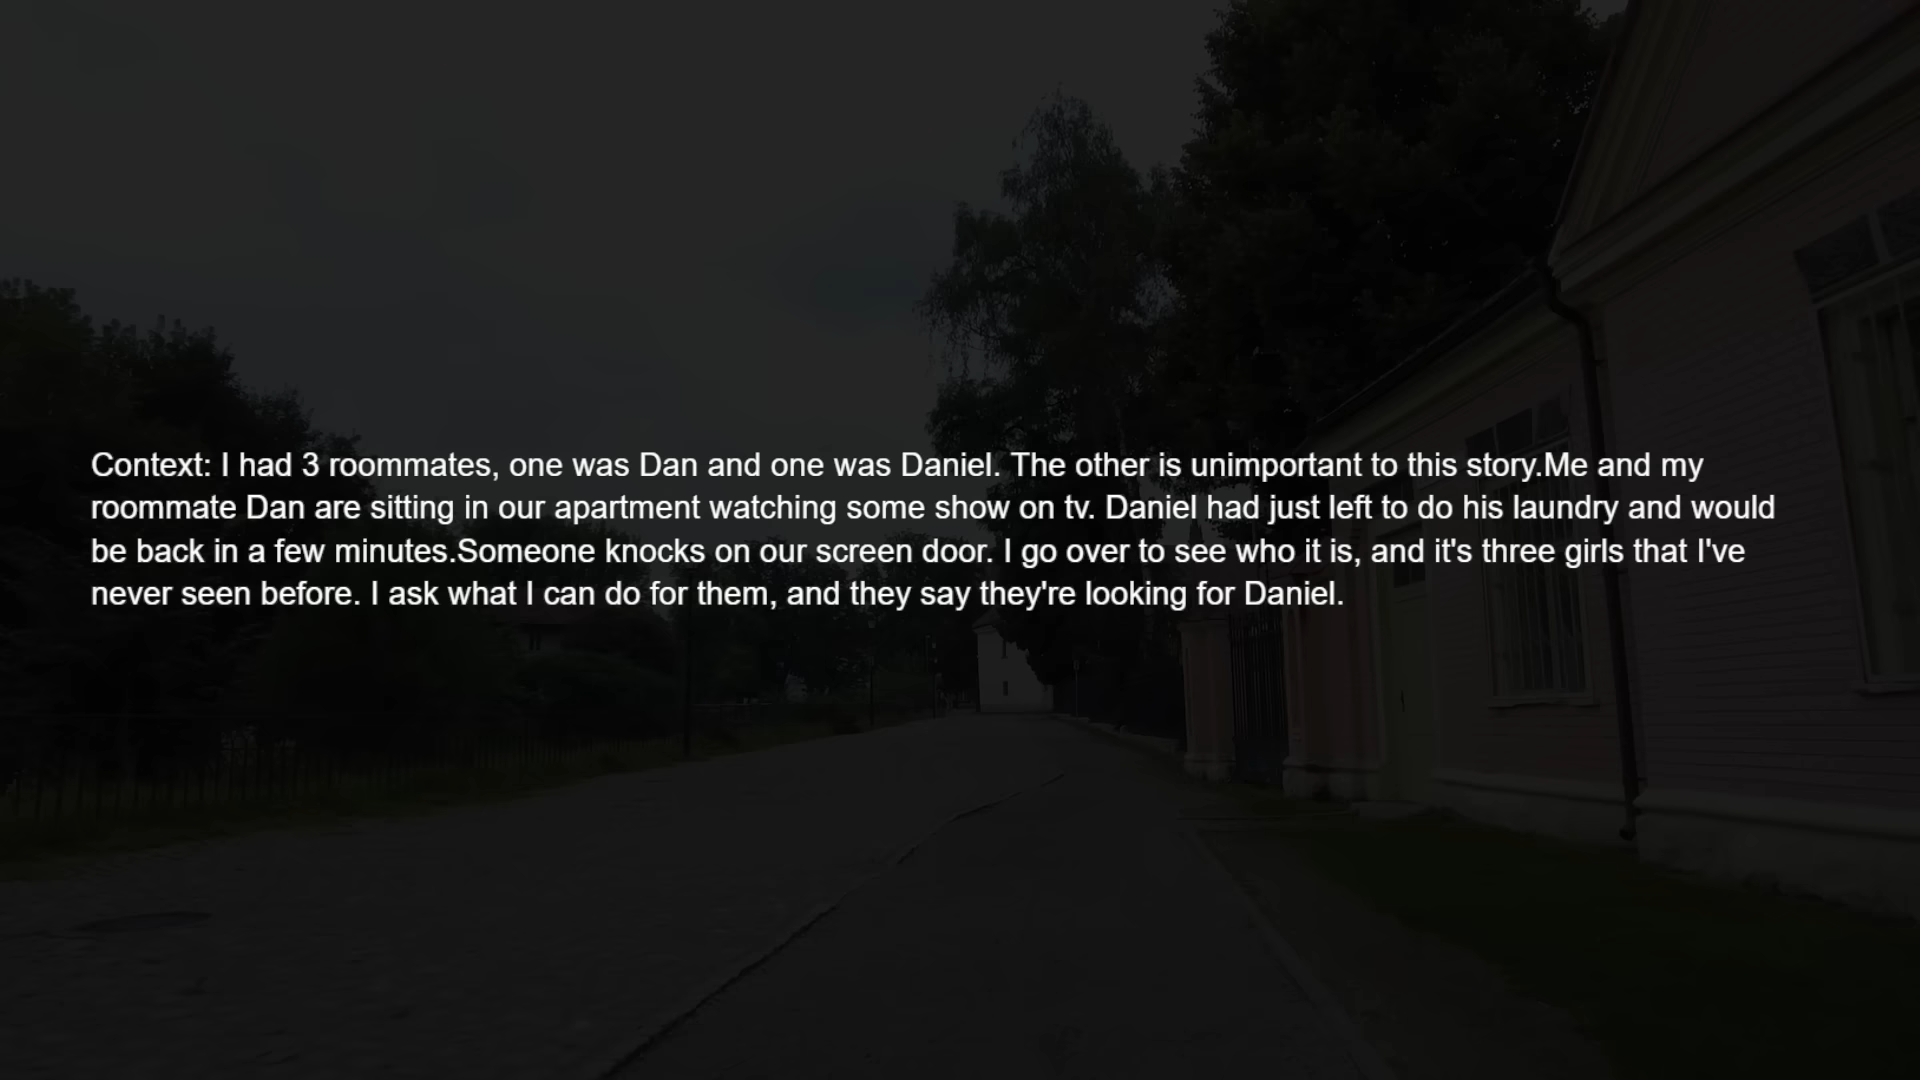 Context: I had 3 roommates, one was Dan and one was Daniel. The other is unimportant to this story.Me and my
roommate Dan are sitting in our apartment watching some show on tv. Daniel had just left to do his laundry and would
be back in a few minutes.Someone knocks on our screen door. I go over to see who it is, and it's three girls that I've
never seen before. I ask what I can do for them, and they say they're looking for Daniel.